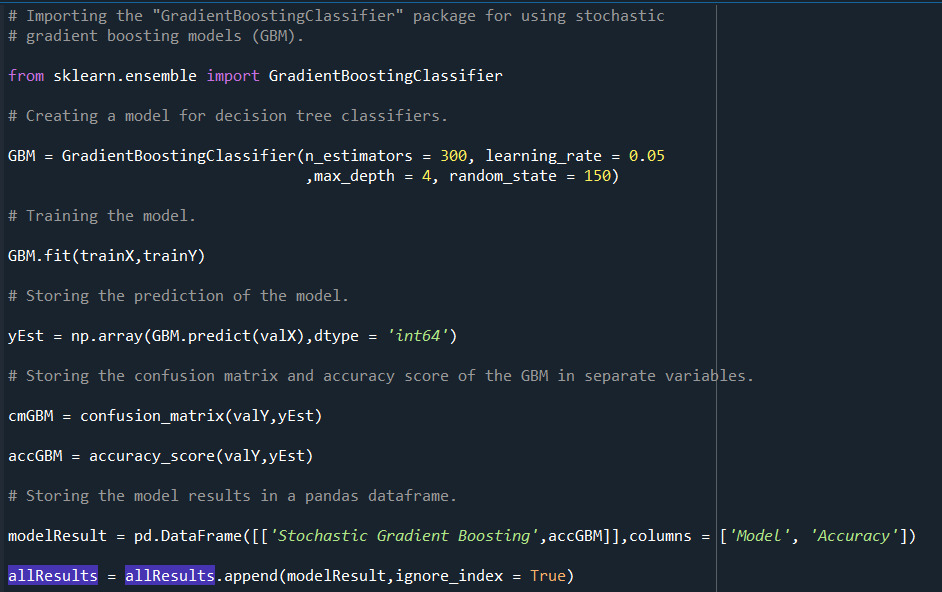 # Importing the "GradientBoostingClassifier" package for using stochastic
# gradient boosting models (GBM).
from sklearn.ensemble import GradientBoostingClassifier
# Creating a model for decision tree classifiers.
GBM = GradientBoostingClassifier(n_estimators = 300, learning_rate = 0.05
,max_depth = 4, random_state = 150)
# Training the model.
GBM.fit(trainX,trainY)
# Storing the prediction of the model.
yEst = np.array(GBM.predict(valX),dtype = 'int64')
# Storing the confusion matrix and accuracy score of the GBM in separate variables.
cmGBM = confusion_matrix(valY,yEst)
accGBM = accuracy_score(valY,yEst)
# Storing the model results in a pandas dataframe.
modelResult = pd.DataFrame([['Stochastic Gradient Boosting',accGBM]],columns = ['Model', 'Accuracy'])
allResults = allResults.append(modelResult,ignore_index = True)